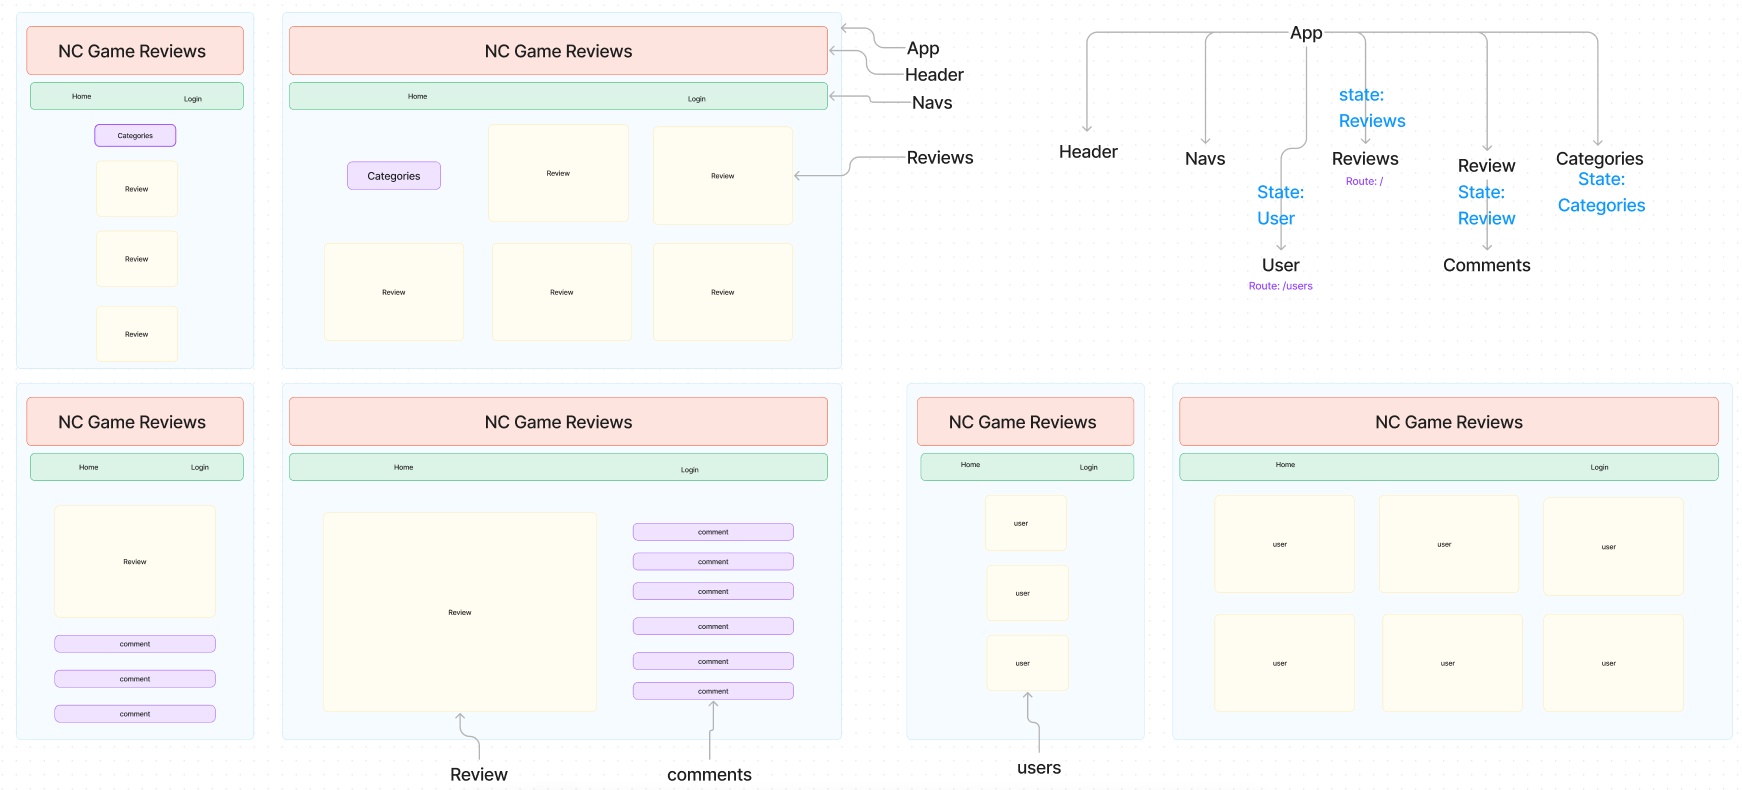 NC Game Reviews
Home Login
Categories
Review
Review
Review
NC Game Reviews
Home Login
Categories
Review
Review
Review
Review
Review
App
Header
Navs
Reviews
App
Header
Navs
state:
Reviews
Reviews
Route: /
State:
User
User
Route: /users
Review
State:
Review
Comments
Categories
State:
Categories
NC Game Reviews
Home Login
Review
comment
comment
comment
NC Game Reviews
Home Login
Review
comment
comment
comment
comment
comment
comment
Review
comments
NC Game Reviews
Home Login
user
user
user
users
NC Game Reviews
Home Login
user user user
user user user